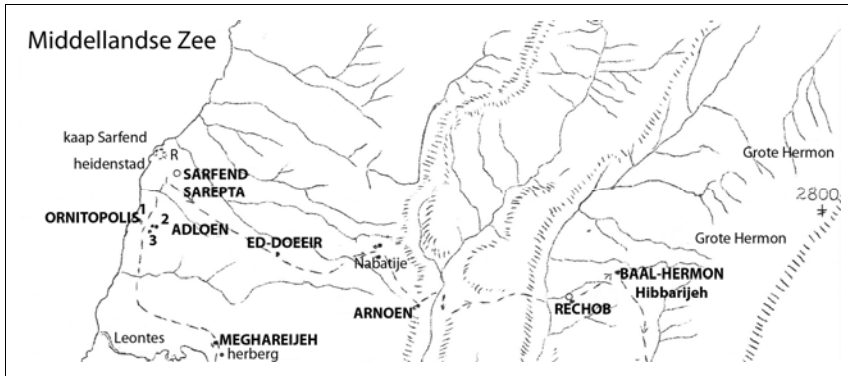 Middellandse Zee
kaap Sarfend
R
heidenstad
SARFEND
SAREPTA
Grote Hermon
2800
1
ORNITOPOLIS
2
ADLOEN
3
ED-DOEEIR
Nabatije
Grote Hermon
BAAL-HERMON
Hibbarijeh
ARNOEN
RECHOB
Leontes
MEGHAREIJEH
herberg